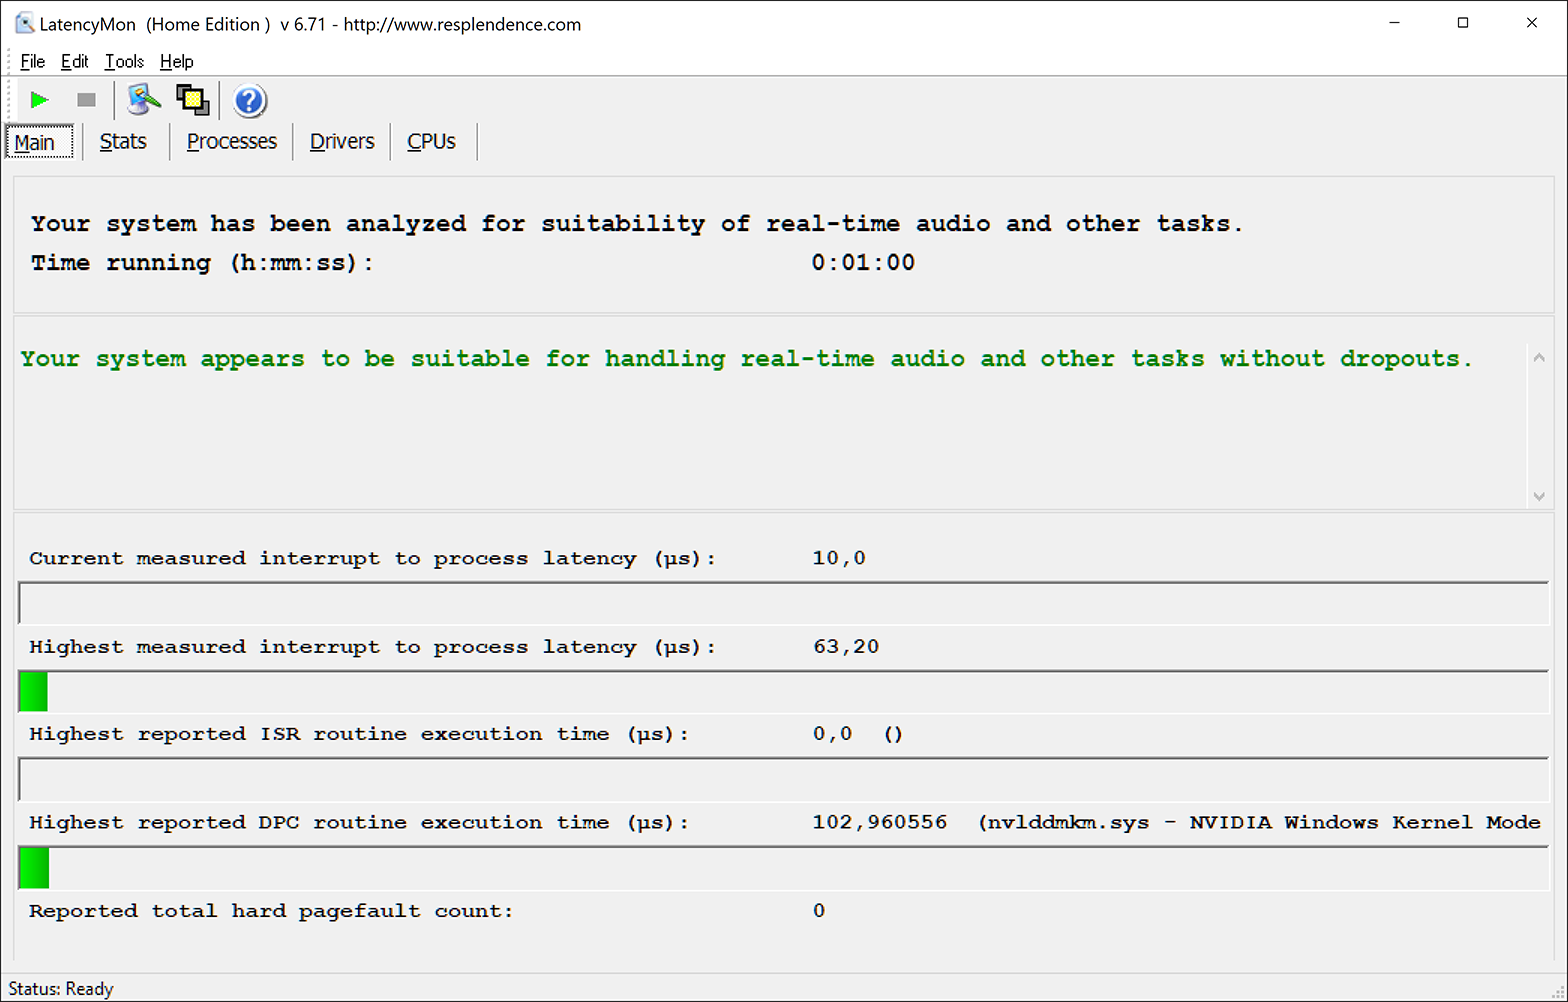 LatencyMon (Home Edition ) v 6.71 - http://www.resplendence.com
File Edit Tools Help
Main Stats Processes Drivers CPUs
Your system has been analyzed for suitability of real-time audio and other tasks.
Time running (h:mm:ss): 0:01:00
Your system appears to be suitable for handling real-time audio and other tasks without dropouts.
Current measured interrupt to process latency (µs): 10,0
Highest measured interrupt to process latency (µs): 63,20
Highest reported ISR routine execution time (µs): 0,0 ()
Highest reported DPC routine execution time (µs): 102,960556 (nvlddmkm.sys - NVIDIA Windows Kernel Mode
Reported total hard pagefault count: 0
Status: Ready